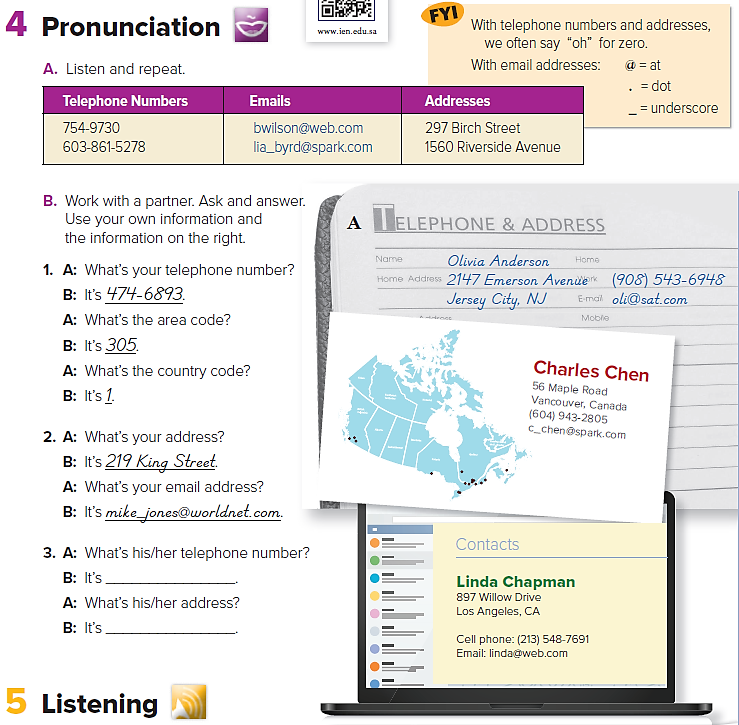 4 Pronunciation
www.ien.edu.sa
FYI
With telephone numbers and addresses,
we often say “oh” for zero.
With email addresses: @ = at
. = dot
_ = underscore
A. Listen and repeat.
Telephone Numbers Emails Addresses
754-9730 bwilson@web.com 297 Birch Street
603-861-5278 lia_byrd@spark.com 1560 Riverside Avenue
B. Work with a partner. Ask and answer.
Use your own information and
the information on the right.
1. A: What’s your telephone number?
B: It’s 474-6893.
A: What’s the area code?
B: It’s 305.
A: What’s the country code?
B: It’s 1.
2. A: What’s your address?
B: It’s 219 King Street.
A: What’s your email address?
B: It’s mike_jones@worldnet.com.
3. A: What’s his/her telephone number?
B: It’s _______________.
A: What’s his/her address?
B: It’s _______________.
A TELEPHONE & ADDRESS
Name Olivia Anderson Home
Home Address 2147 Emerson Avenue Work (908) 543-6948
Jersey City, NJ E-mail oli@sat.com
Address Mobile
Charles Chen
56 Maple Road
Vancouver, Canada
(604) 943-2805
c_chen@spark.com
Contacts
Linda Chapman
897 Willow Drive
Los Angeles, CA
Cell phone: (213) 548-7691
Email: linda@web.com
5 Listening